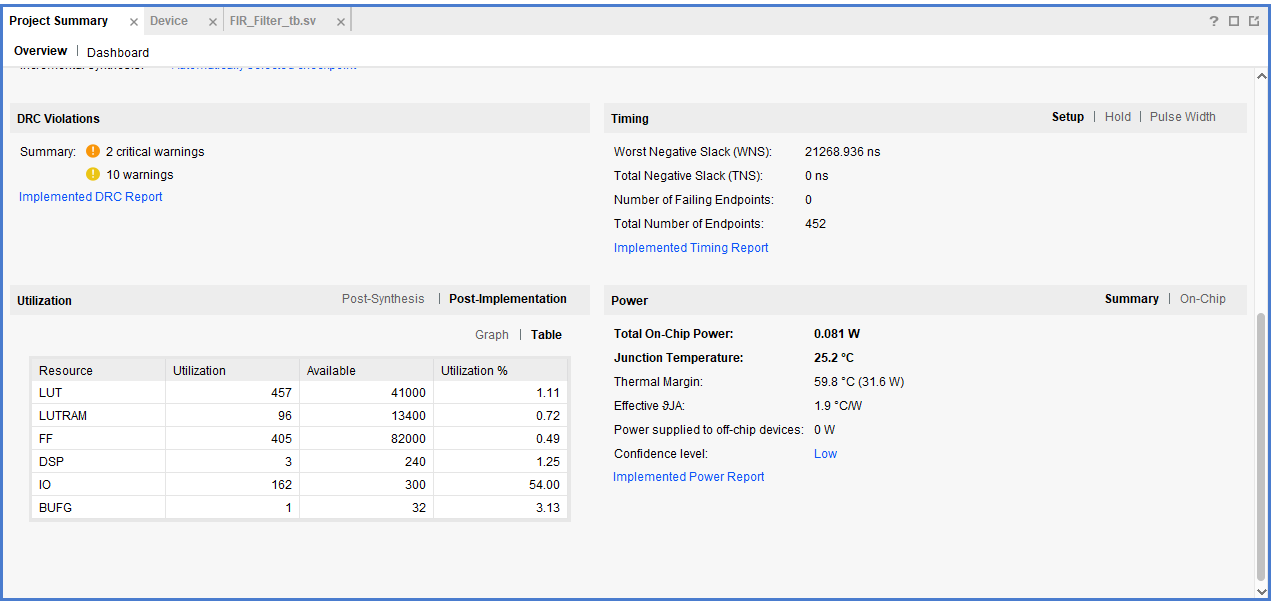 Project Summary × Device × FIR_Filter_tb.sv × ?
Overview | Dashboard
DRC Violations
Summary: 2 critical warnings
10 warnings
Implemented DRC Report
Timing Setup | Hold | Pulse Width
Worst Negative Slack (WNS): 21268.936 ns
Total Negative Slack (TNS): 0 ns
Number of Failing Endpoints: 0
Total Number of Endpoints: 452
Implemented Timing Report
Utilization Post-Synthesis | Post-Implementation
Graph | Table
Resource Utilization Available Utilization %
LUT 457 41000 1.11
LUTRAM 96 13400 0.72
FF 405 82000 0.49
DSP 3 240 1.25
IO 162 300 54.00
BUFG 1 32 3.13
Power Summary | On-Chip
Total On-Chip Power: 0.081 W
Junction Temperature: 25.2 °C
Thermal Margin: 59.8 °C (31.6 W)
Effective ϑJA: 1.9 °C/W
Power supplied to off-chip devices: 0 W
Confidence level: Low
Implemented Power Report